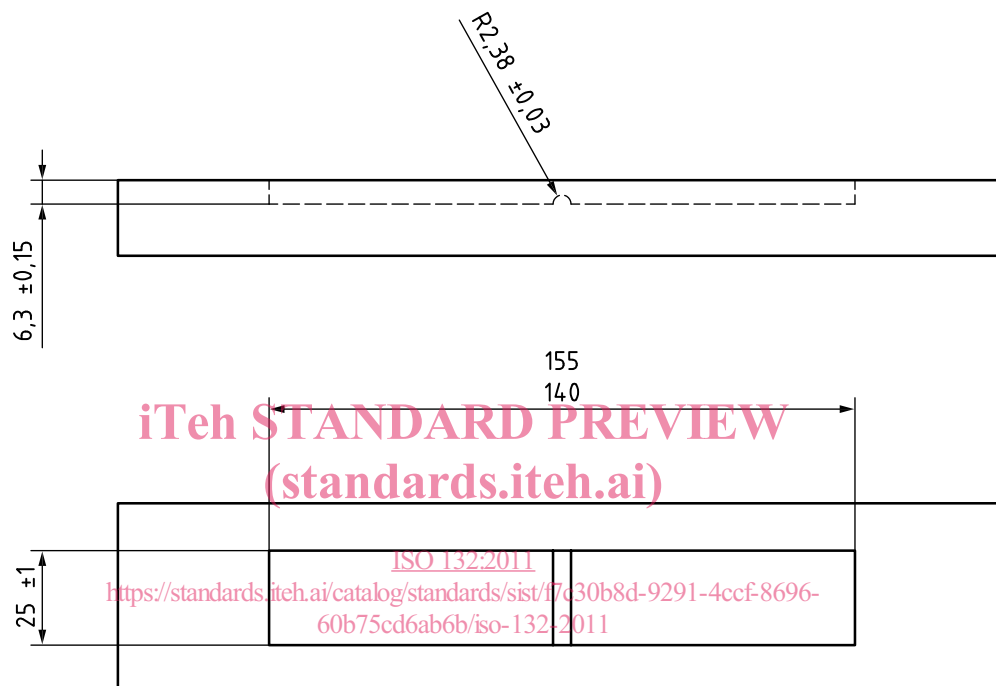 R2,38 ±0,03
6,3 ±0,15
155
140
iTeh STANDARD PREVIEW
(standards.iteh.ai)
25 ±1
ISO 132:2011
https://standards.iteh.ai/catalog/standards/sist/f7c30b8d-9291-4ccf-8696-
60b75cd6ab6b/iso-132-2011